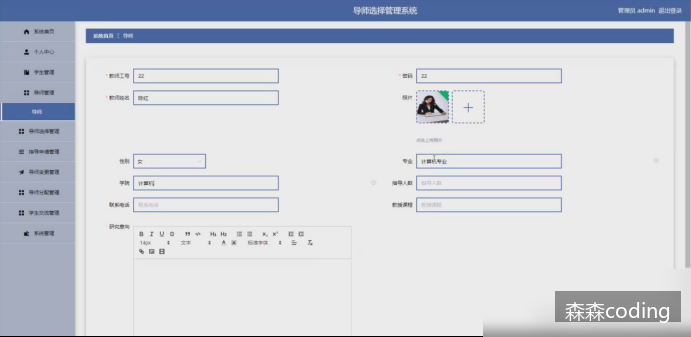 导师选择管理系统
管理员 admin 退出登录
系统首页
个人中心
学生管理
导师管理
导师
导师选择管理
指导申请管理
导师变更管理
导师分配管理
学生交流管理
系统管理
系统首页 导师
* 教师工号 22
* 密码 22
* 教师姓名
照片
点击上传照片
性别 女
专业 计算机专业
学院 计算机
指导人数 指导人数
联系电话 联系电话
教授课程 教授课程
研究意向
B I U S ” </> H₁ H₂ X₂ X²
14px 文本 A 标准字体
森森coding